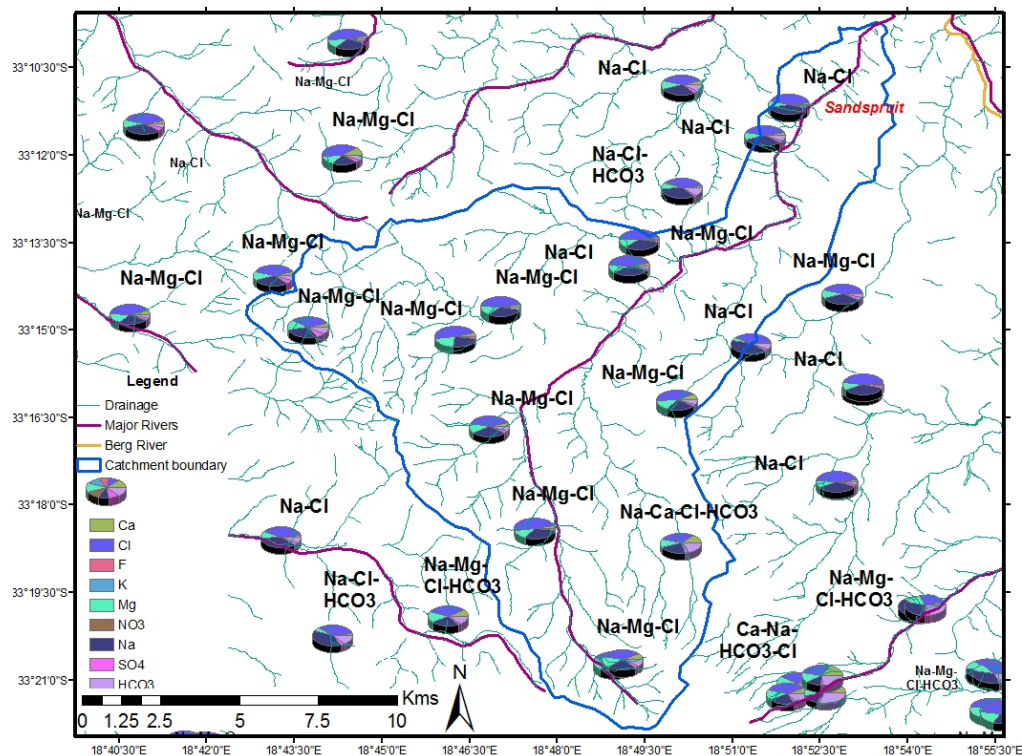 33°10'30"S
Na-Mg-Cl
Na-Cl
Na-Cl
Sandspruit
Na-Mg-Cl
Na-Cl
33°12'0"S
Na-Cl
Na-Cl-
HCO3
Na-Mg-Cl
33°13'30"S
Na-Mg-Cl
Na-Cl
Na-Mg-Cl
Na-Mg-Cl
Na-Mg-Cl
Na-Mg-Cl
Na-Mg-Cl
Na-Mg-Cl
Na-Cl
33°15'0"S
Na-Cl
Na-Mg-Cl
Na-Mg-Cl
33°16'30"S
Na-Cl
33°18'0"S
Na-Cl
Na-Mg-Cl
Na-Ca-Cl-HCO3
33°19'30"S
Na-Cl-
HCO3
Na-Mg-
Cl-HCO3
Na-Mg-
Cl-HCO3
Na-Mg-Cl
Ca-Na-
HCO3-Cl
Na-Mg-
Cl-HCO3
33°21'0"S
Legend
Drainage
Major Rivers
Berg River
Catchment boundary
Ca
Cl
F
K
Mg
NO3
Na
SO4
HCO3
Kms
0 1.25 2.5 5 7.5 10
N
18°40'30"E 18°42'0"E 18°43'30"E 18°45'0"E 18°46'30"E 18°48'0"E 18°49'30"E 18°51'0"E 18°52'30"E 18°54'0"E 18°55'30"E